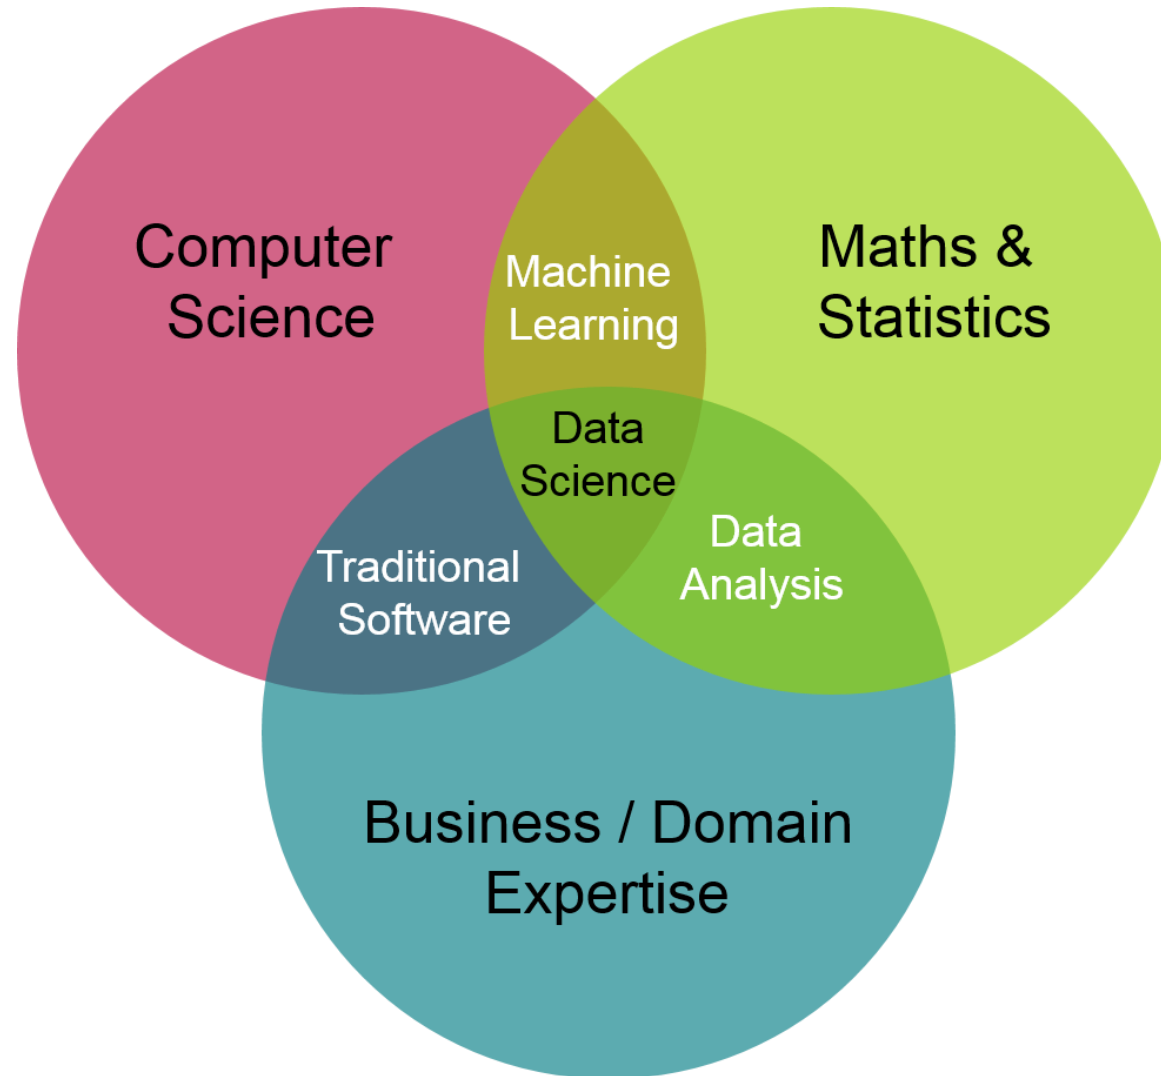 Computer
Science
Maths &
Statistics
Machine
Learning
Data
Science
Traditional
Software
Data
Analysis
Business / Domain
Expertise